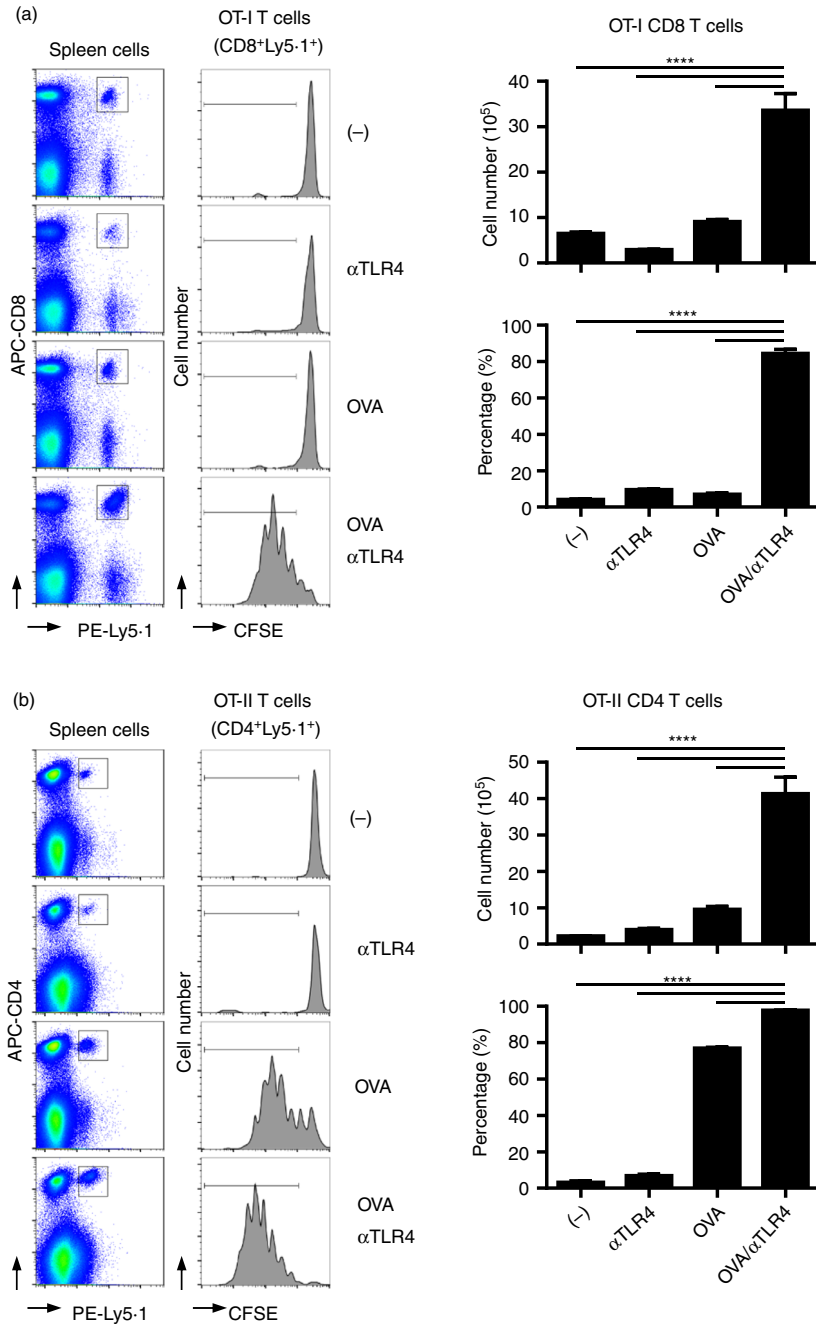 (a)
OT-I T cells
(CD8+Ly5·1+)
Spleen cells
(–)
αTLR4
OVA
OVA
αTLR4
APC-CD8
Cell number
PE-Ly5·1
CFSE
OT-I CD8 T cells
****
Cell number (10⁵)
40
30
20
10
0
****
Percentage (%)
100
80
60
40
20
0
(–)
αTLR4
OVA
OVA/αTLR4
(b)
OT-II T cells
(CD4+Ly5·1+)
Spleen cells
(–)
αTLR4
OVA
OVA
αTLR4
APC-CD4
Cell number
PE-Ly5·1
CFSE
OT-II CD4 T cells
****
Cell number (10⁵)
50
40
30
20
10
0
****
Percentage (%)
100
80
60
40
20
0
(–)
αTLR4
OVA
OVA/αTLR4